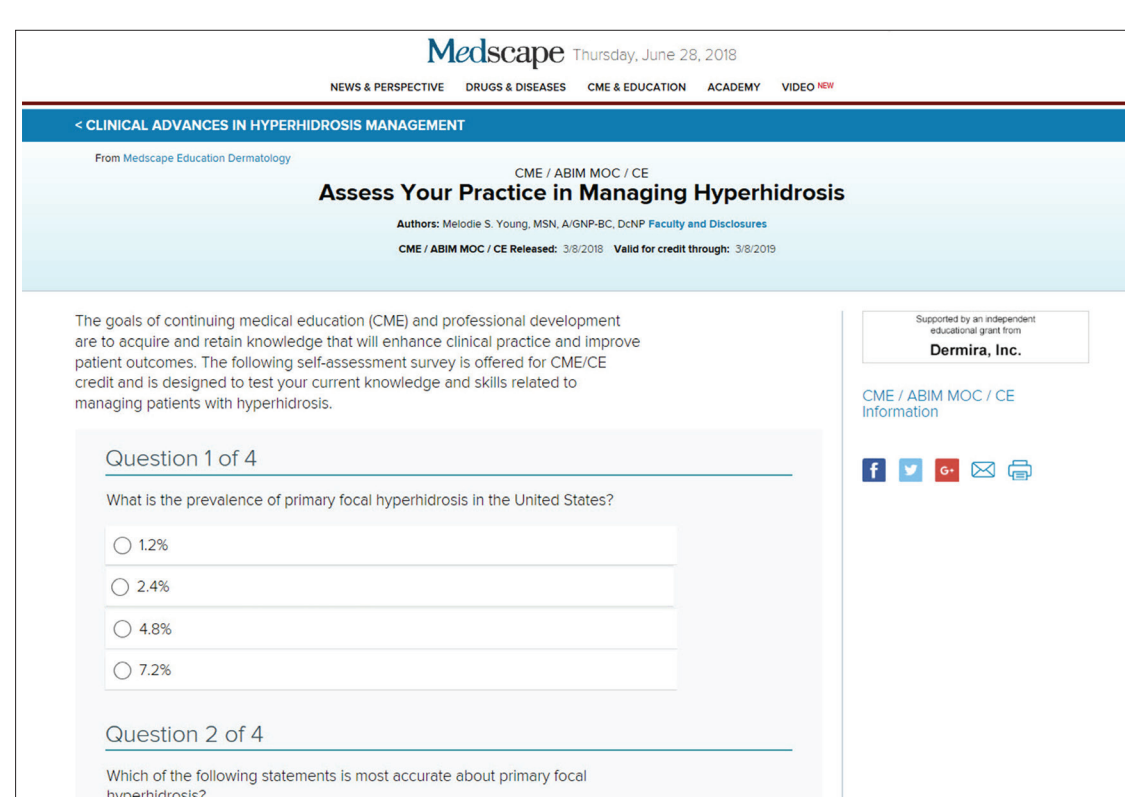 Medscape Thursday, June 28, 2018
NEWS & PERSPECTIVE DRUGS & DISEASES CME & EDUCATION ACADEMY VIDEO NEW
< CLINICAL ADVANCES IN HYPERHIDROSIS MANAGEMENT
From Medscape Education Dermatology
CME / ABIM MOC / CE
Assess Your Practice in Managing Hyperhidrosis
Authors: Melodie S. Young, MSN, A/GNP-BC, DcNP Faculty and Disclosures
CME / ABIM MOC / CE Released: 3/8/2018 Valid for credit through: 3/8/2019
The goals of continuing medical education (CME) and professional development
are to acquire and retain knowledge that will enhance clinical practice and improve
patient outcomes. The following self-assessment survey is offered for CME/CE
credit and is designed to test your current knowledge and skills related to
managing patients with hyperhidrosis.
Supported by an independent
educational grant from
Dermira, Inc.
CME / ABIM MOC / CE
Information
f G+
Question 1 of 4
What is the prevalence of primary focal hyperhidrosis in the United States?
1.2%
2.4%
4.8%
7.2%
Question 2 of 4
Which of the following statements is most accurate about primary focal
hyperhidrosis?